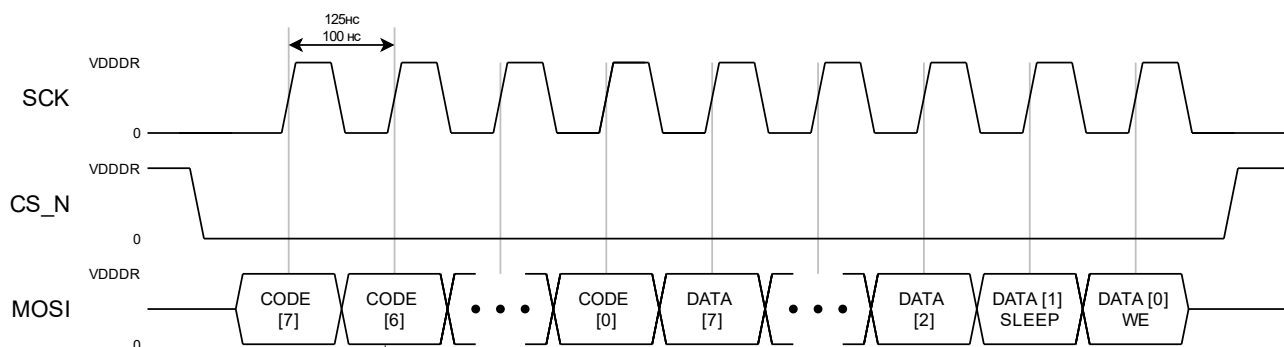 125нс
100 нс
VDDDR
SCK
0
VDDDR
CS_N
0
VDDDR
MOSI
CODE [7]
CODE [6]
• • •
CODE [0]
DATA [7]
• • •
DATA [2]
DATA [1] SLEEP
DATA [0] WE
0